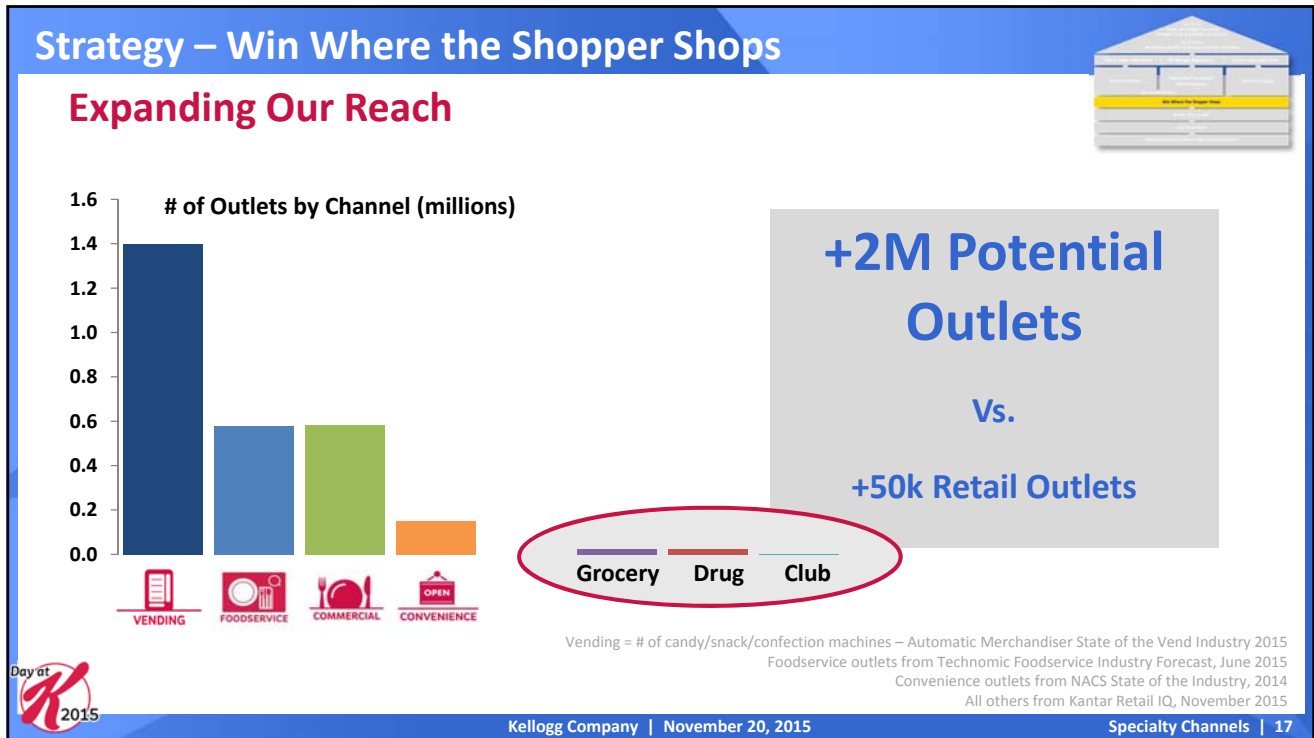 Strategy – Win Where the Shopper Shops
Expanding Our Reach
Win Where the Shopper Shops
# of Outlets by Channel (millions)
1.6
1.4
1.2
1.0
0.8
0.6
0.4
0.2
0.0
VENDING
FOODSERVICE
COMMERCIAL
OPEN
CONVENIENCE
Grocery Drug Club
+2M Potential
Outlets
Vs.
+50k Retail Outlets
Vending = # of candy/snack/confection machines – Automatic Merchandiser State of the Vend Industry 2015
Foodservice outlets from Technomic Foodservice Industry Forecast, June 2015
Convenience outlets from NACS State of the Industry, 2014
All others from Kantar Retail IQ, November 2015
Day at
K
2015
Kellogg Company | November 20, 2015
Specialty Channels | 17